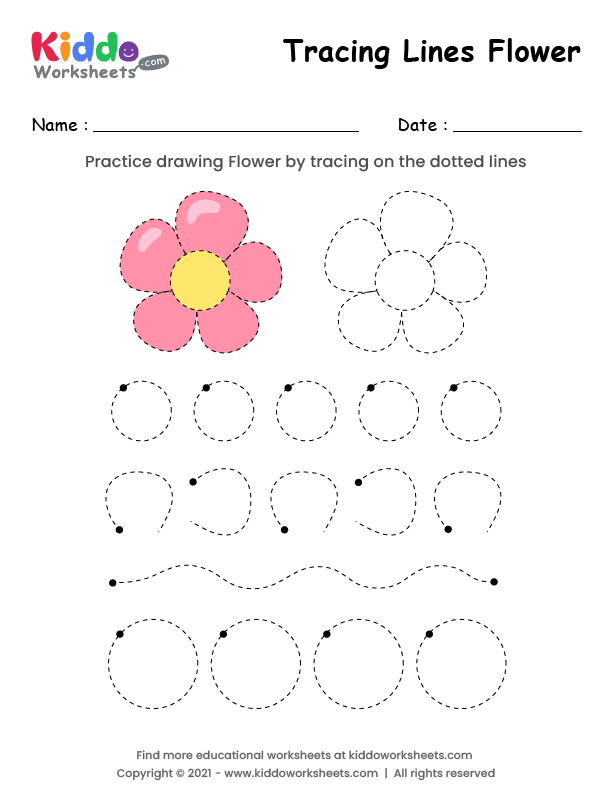 Kiddo
Worksheets.com
Tracing Lines Flower
Name : Date :
Practice drawing Flower by tracing on the dotted lines
Find more educational worksheets at kiddoworksheets.com
Copyright © 2021 - www.kiddoworksheets.com | All rights reserved